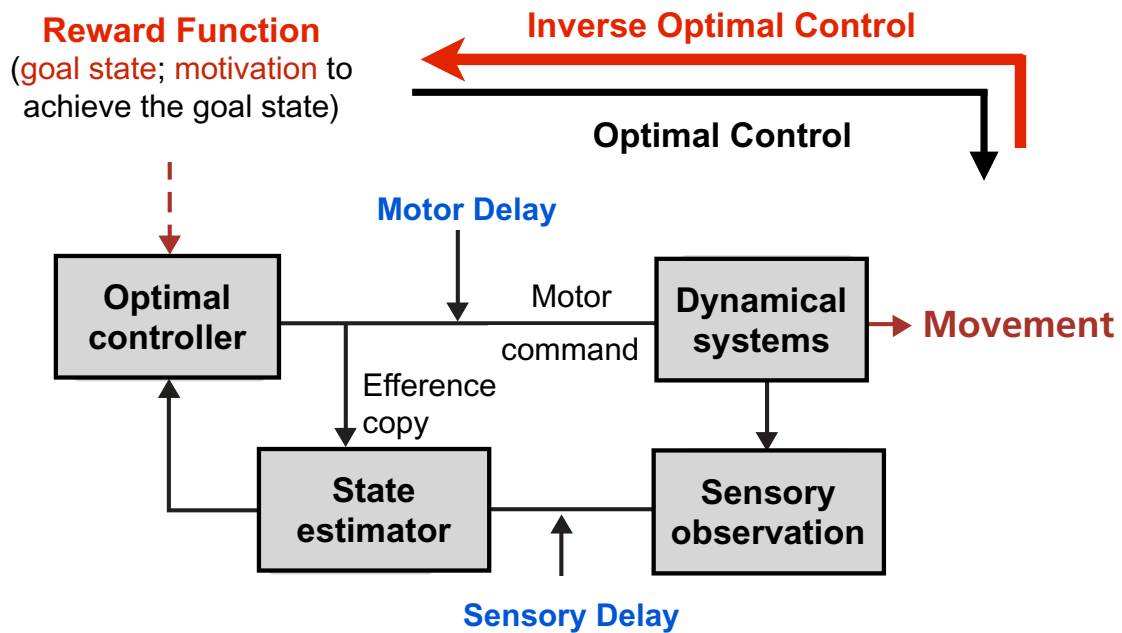 Reward Function
(goal state; motivation to
achieve the goal state)
Inverse Optimal Control
Optimal Control
Motor Delay
Optimal
controller
Motor
command
Dynamical
systems
Movement
Efference
copy
State
estimator
Sensory
observation
Sensory Delay